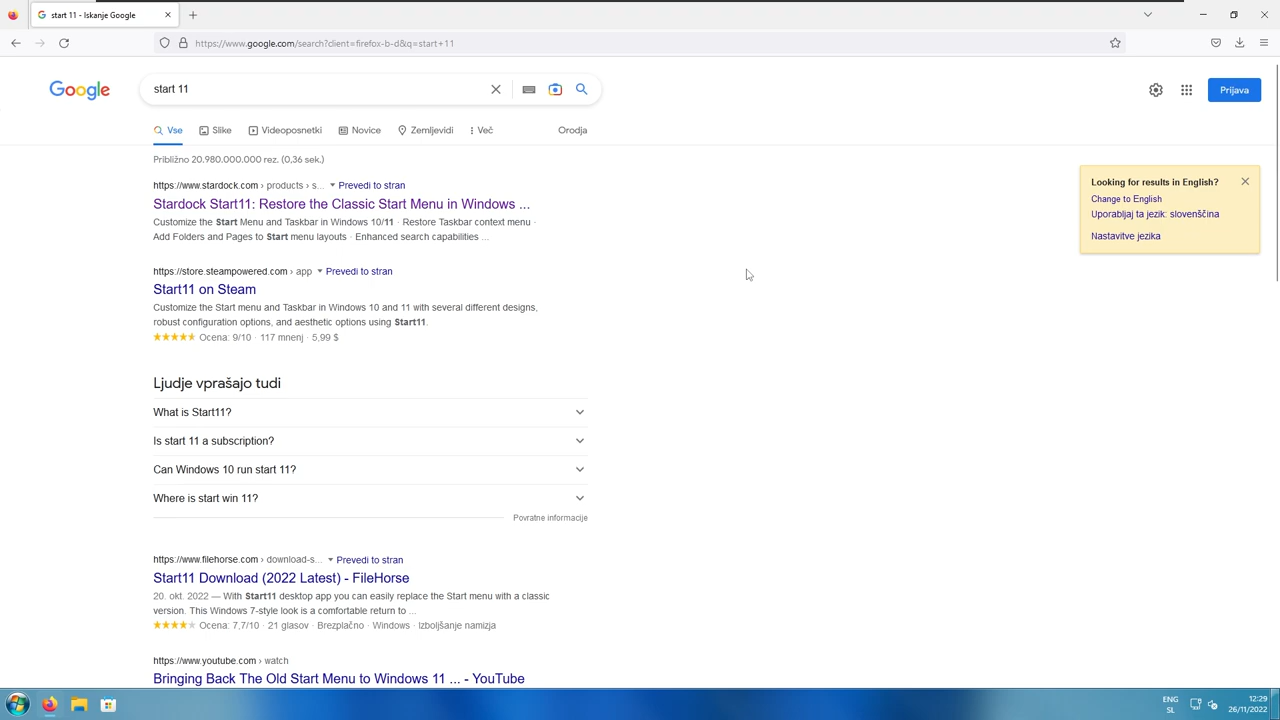 start 11 - Iskanje Google
https://www.google.com/search?client=firefox-b-d&q=start+11
Google
start 11
Prijava
Vse Slike Videoposnetki Novice Zemljevidi Več Orodja
Približno 20.980.000.000 rez. (0,36 sek.)
https://www.stardock.com › products › s... Prevedi to stran
Stardock Start11: Restore the Classic Start Menu in Windows ...
Customize the Start Menu and Taskbar in Windows 10/11 · Restore Taskbar context menu ·
Add Folders and Pages to Start menu layouts · Enhanced search capabilities ...
Looking for results in English?
Change to English
Uporabljaj ta jezik: slovenščina
Nastavitve jezika
https://store.steampowered.com › app Prevedi to stran
Start11 on Steam
Customize the Start menu and Taskbar in Windows 10 and 11 with several different designs,
robust configuration options, and aesthetic options using Start11.
Ocena: 9/10 · 117 mnenj · 5,99 $
Ljudje vprašajo tudi
What is Start11?
Is start 11 a subscription?
Can Windows 10 run start 11?
Where is start win 11?
Povratne informacije
https://www.filehorse.com › download-s... Prevedi to stran
Start11 Download (2022 Latest) - FileHorse
20. okt. 2022 — With Start11 desktop app you can easily replace the Start menu with a classic
version. This Windows 7-style look is a comfortable return to ...
Ocena: 7,7/10 · 21 glasov · Brezplačno · Windows · Izboljšanje namizja
https://www.youtube.com › watch
Bringing Back The Old Start Menu to Windows 11 ... - YouTube
ENG
SL
12:29
26/11/2022